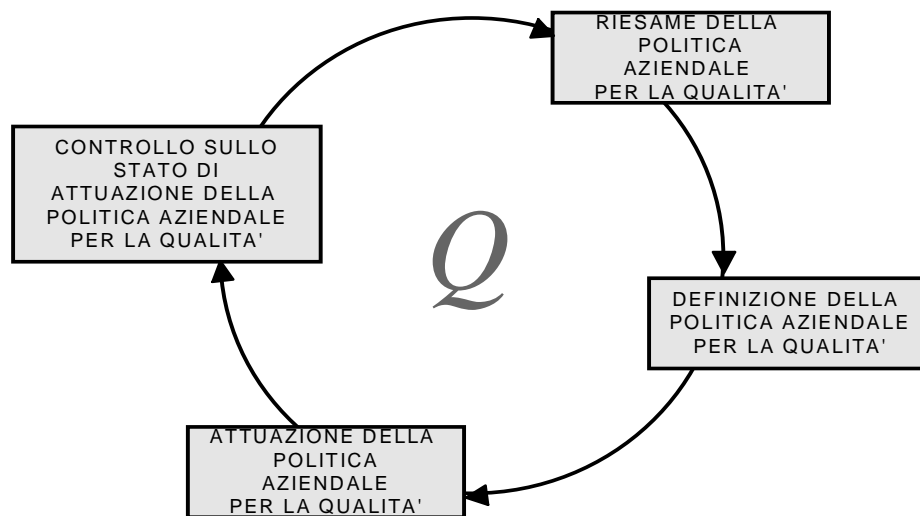 RIESAME DELLA
POLITICA
AZIENDALE
PER LA QUALITA'
CONTROLLO SULLO
STATO DI
ATTUAZIONE DELLA
POLITICA AZIENDALE
PER LA QUALITA'
Q
DEFINIZIONE DELLA
POLITICA AZIENDALE
PER LA QUALITA'
ATTUAZIONE DELLA
POLITICA
AZIENDALE
PER LA QUALITA'